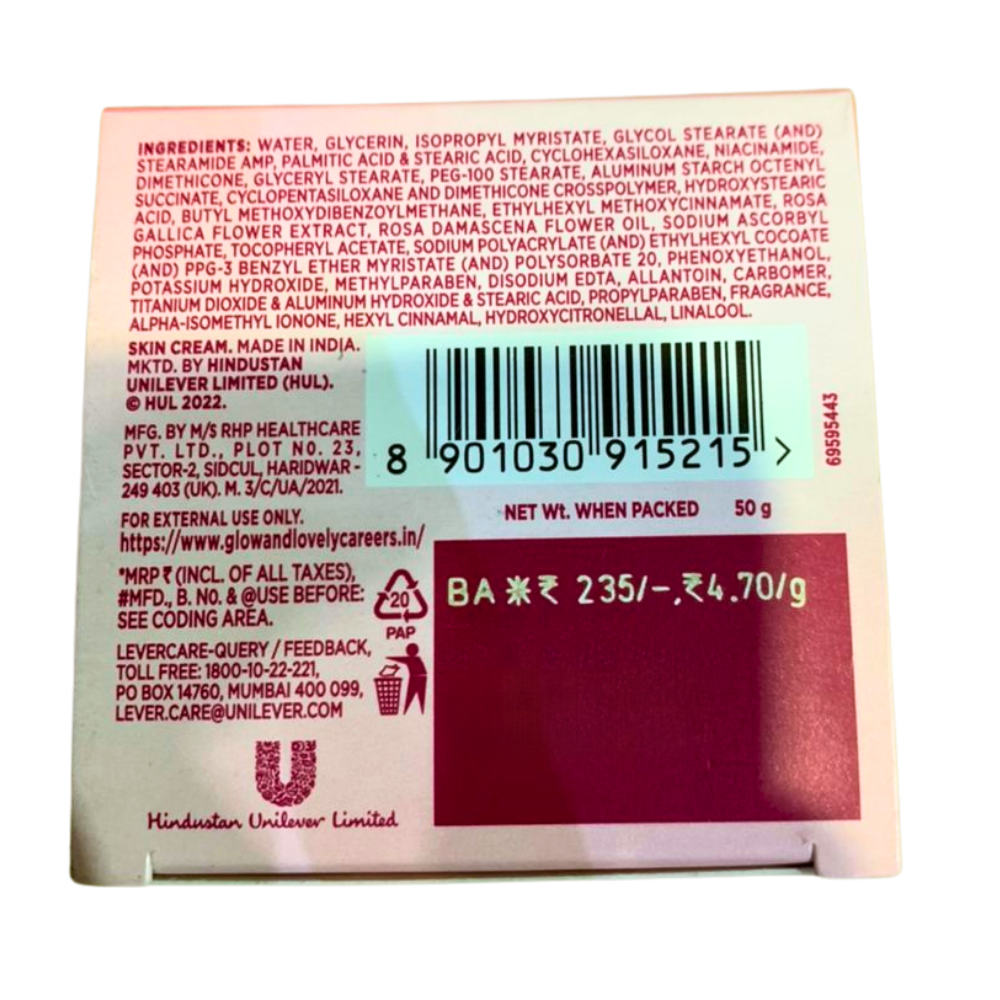 INGREDIENTS: WATER, GLYCERIN, ISOPROPYL MYRISTATE, GLYCOL STEARATE (AND)
STEARAMIDE AMP, PALMITIC ACID & STEARIC ACID, CYCLOHEXASILOXANE, NIACINAMIDE,
DIMETHICONE, GLYCERYL STEARATE, PEG-100 STEARATE, ALUMINUM STARCH OCTENYL
SUCCINATE, CYCLOPENTASILOXANE AND DIMETHICONE CROSSPOLYMER, HYDROXYSTEARIC
ACID, BUTYL METHOXYDIBENZOYLMETHANE, ETHYLHEXYL METHOXYCINNAMATE, ROSA
GALLICA FLOWER EXTRACT, ROSA DAMASCENA FLOWER OIL, SODIUM ASCORBYL
PHOSPHATE, TOCOPHERYL ACETATE, SODIUM POLYACRYLATE (AND) ETHYLHEXYL COCOATE
(AND) PPG-3 BENZYL ETHER MYRISTATE (AND) POLYSORBATE 20, PHENOXYETHANOL,
POTASSIUM HYDROXIDE, METHYLPARABEN, DISODIUM EDTA, ALLANTOIN, CARBOMER,
TITANIUM DIOXIDE & ALUMINUM HYDROXIDE & STEARIC ACID, PROPYLPARABEN, FRAGRANCE,
ALPHA-ISOMETHYL IONONE, HEXYL CINNAMAL, HYDROXYCITRONELLAL, LINALOOL.
SKIN CREAM. MADE IN INDIA.
MKTD. BY HINDUSTAN
UNILEVER LIMITED (HUL).
© HUL 2022.
MFG. BY M/S RHP HEALTHCARE
PVT. LTD., PLOT NO. 23,
SECTOR-2, SIDCUL, HARIDWAR -
249 403 (UK). M. 3/C/UA/2021.
8 901030 915215 >
69595443
NET Wt. WHEN PACKED 50 g
FOR EXTERNAL USE ONLY.
https://www.glowandlovelycareers.in/
*MRP ₹ (INCL. OF ALL TAXES),
#MFD., B. NO. & @USE BEFORE:
SEE CODING AREA.
20
PAP
BA *₹ 235/-,₹4.70/g
LEVERCARE-QUERY / FEEDBACK,
TOLL FREE: 1800-10-22-221,
PO BOX 14760, MUMBAI 400 099,
LEVER.CARE@UNILEVER.COM
Hindustan Unilever Limited